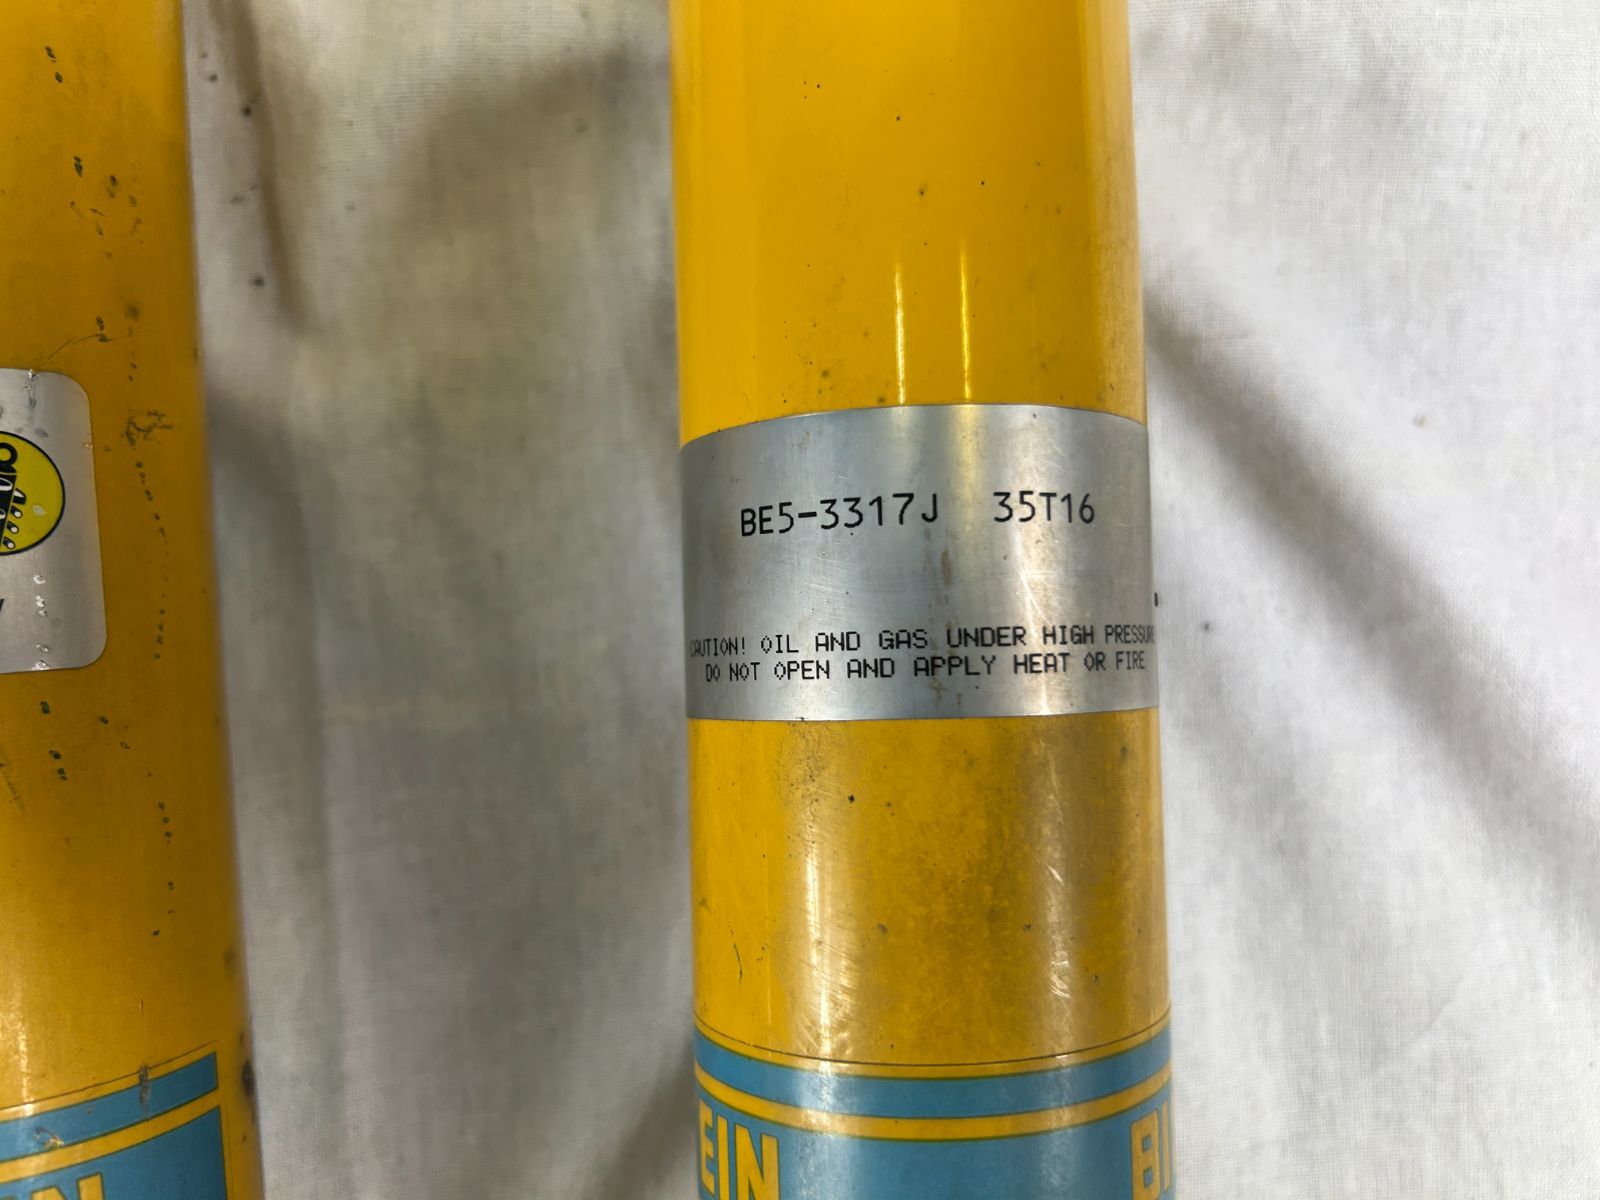 BE5-3317J 35T16
CAUTION! OIL AND GAS UNDER HIGH PRESSURE
DO NOT OPEN AND APPLY HEAT OR FIRE
EIN BI